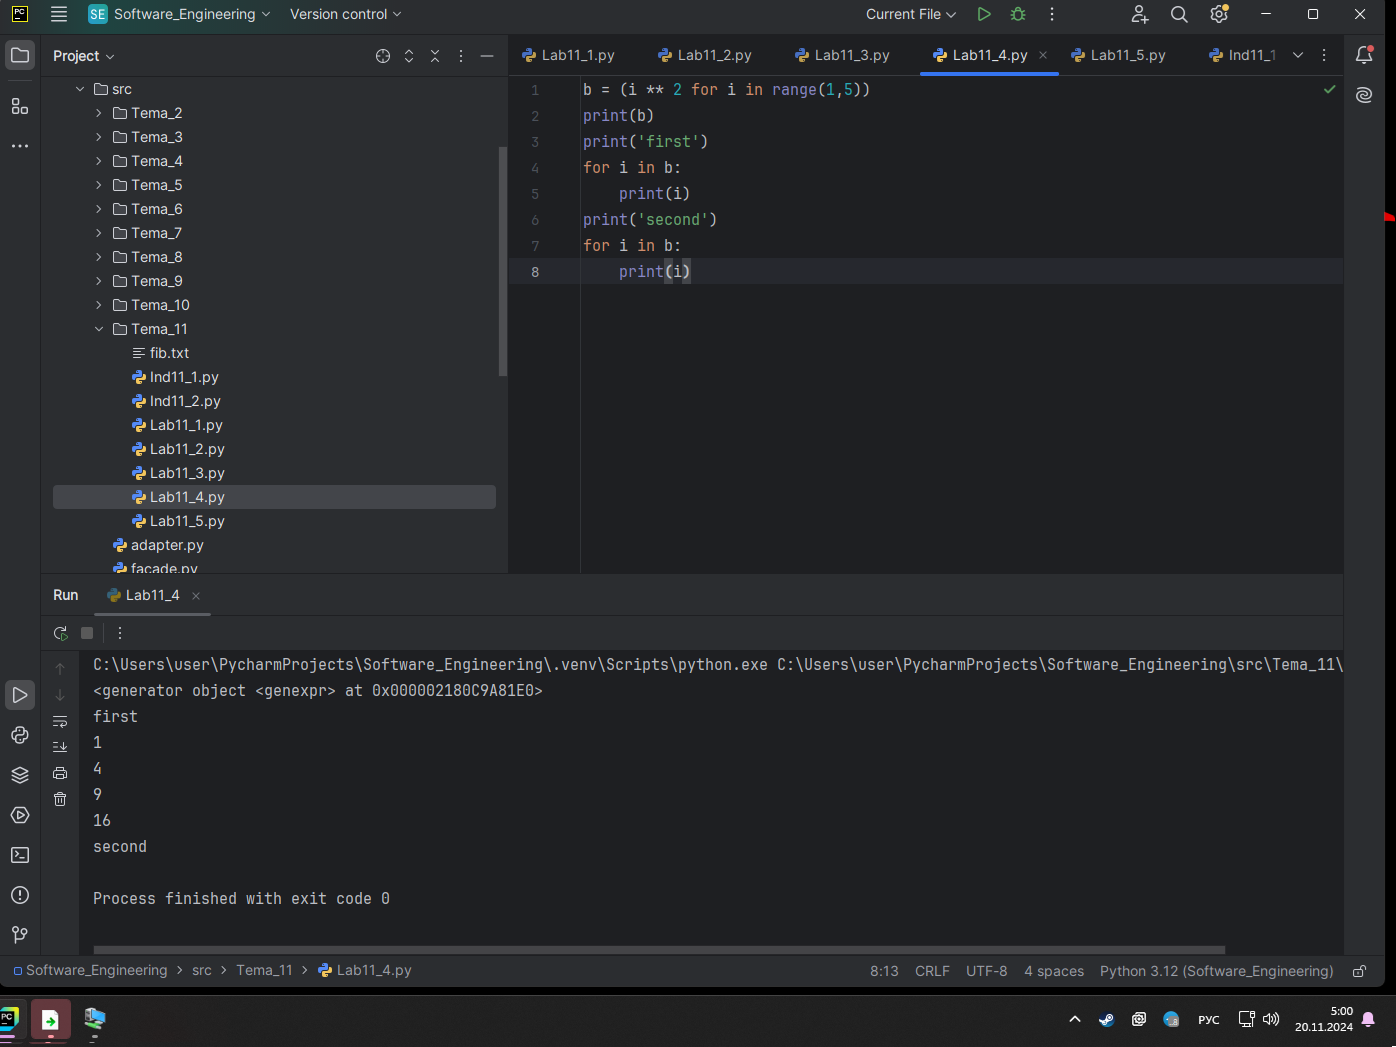 PC
SE Software_Engineering Version control Current File
Project
src
Tema_2
Tema_3
Tema_4
Tema_5
Tema_6
Tema_7
Tema_8
Tema_9
Tema_10
Tema_11
fib.txt
Ind11_1.py
Ind11_2.py
Lab11_1.py
Lab11_2.py
Lab11_3.py
Lab11_4.py
Lab11_5.py
adapter.py
facade.py
Lab11_1.py Lab11_2.py Lab11_3.py Lab11_4.py Lab11_5.py Ind11_1
1 b = (i ** 2 for i in range(1,5))
2 print(b)
3 print('first')
4 for i in b:
5 print(i)
6 print('second')
7 for i in b:
8 print(i)
Run Lab11_4
C:\Users\user\PycharmProjects\Software_Engineering\.venv\Scripts\python.exe C:\Users\user\PycharmProjects\Software_Engineering\src\Tema_11\
<generator object <genexpr> at 0x000002180C9A81E0>
first
1
4
9
16
second
Process finished with exit code 0
Software_Engineering > src > Tema_11 > Lab11_4.py 8:13 CRLF UTF-8 4 spaces Python 3.12 (Software_Engineering)
PC
РУС
5:00
20.11.2024